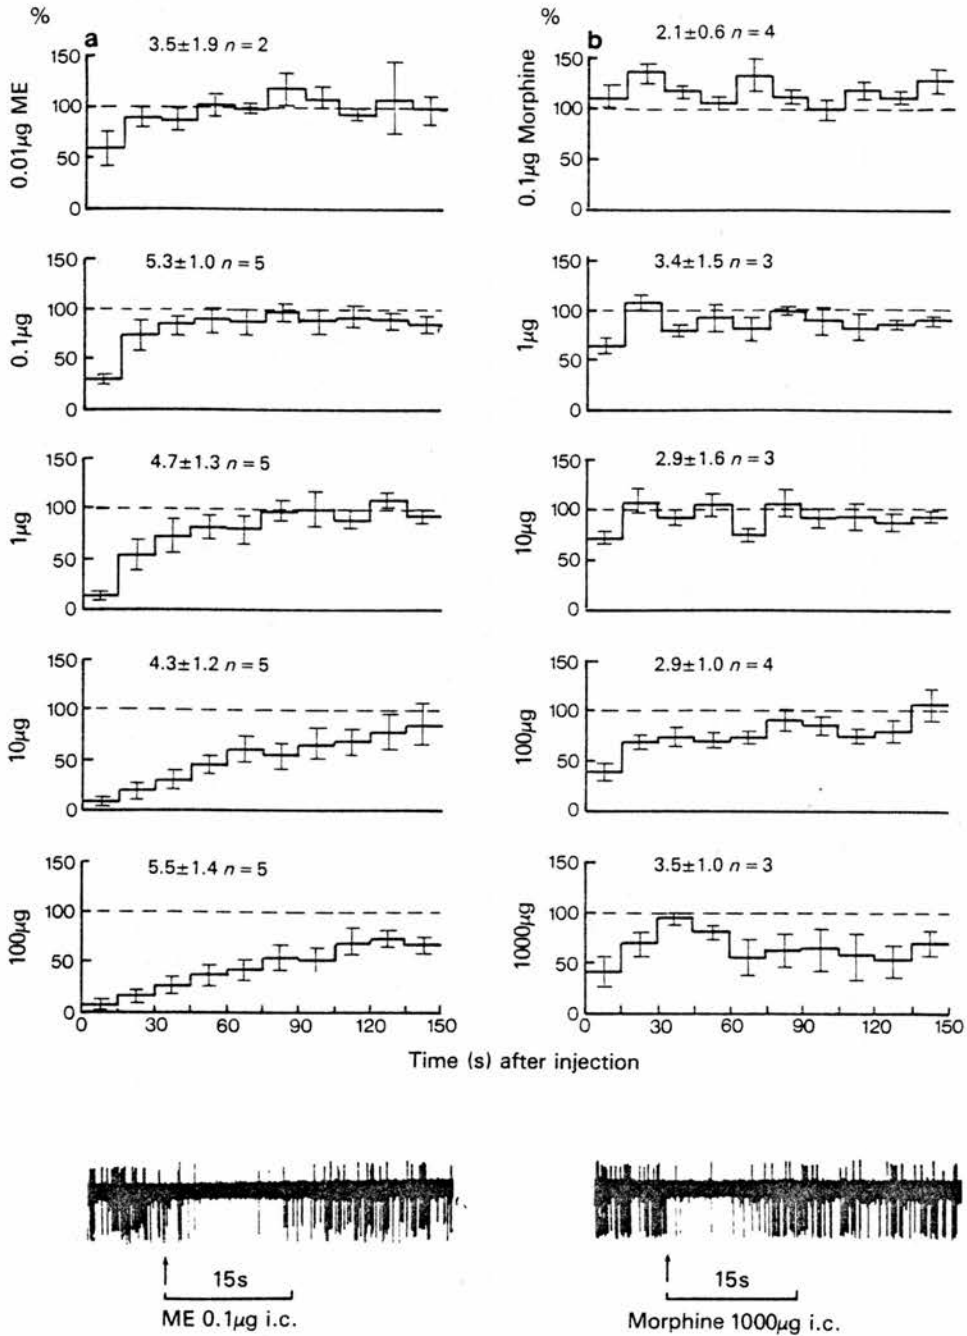 %
a
3.5±1.9 n = 2
0.01µg ME
150
100
50
0
5.3±1.0 n = 5
0.1µg
150
100
50
0
4.7±1.3 n = 5
1µg
150
100
50
0
4.3±1.2 n = 5
10µg
150
100
50
0
5.5±1.4 n = 5
100µg
150
100
50
0
0 30 60 90 120 150
%
b
2.1±0.6 n = 4
0.1µg Morphine
150
100
50
0
3.4±1.5 n = 3
1µg
150
100
50
0
2.9±1.6 n = 3
10µg
150
100
50
0
2.9±1.0 n = 4
100µg
150
100
50
0
3.5±1.0 n = 3
1000µg
150
100
50
0
0 30 60 90 120 150
Time (s) after injection
15s
ME 0.1µg i.c.
15s
Morphine 1000µg i.c.